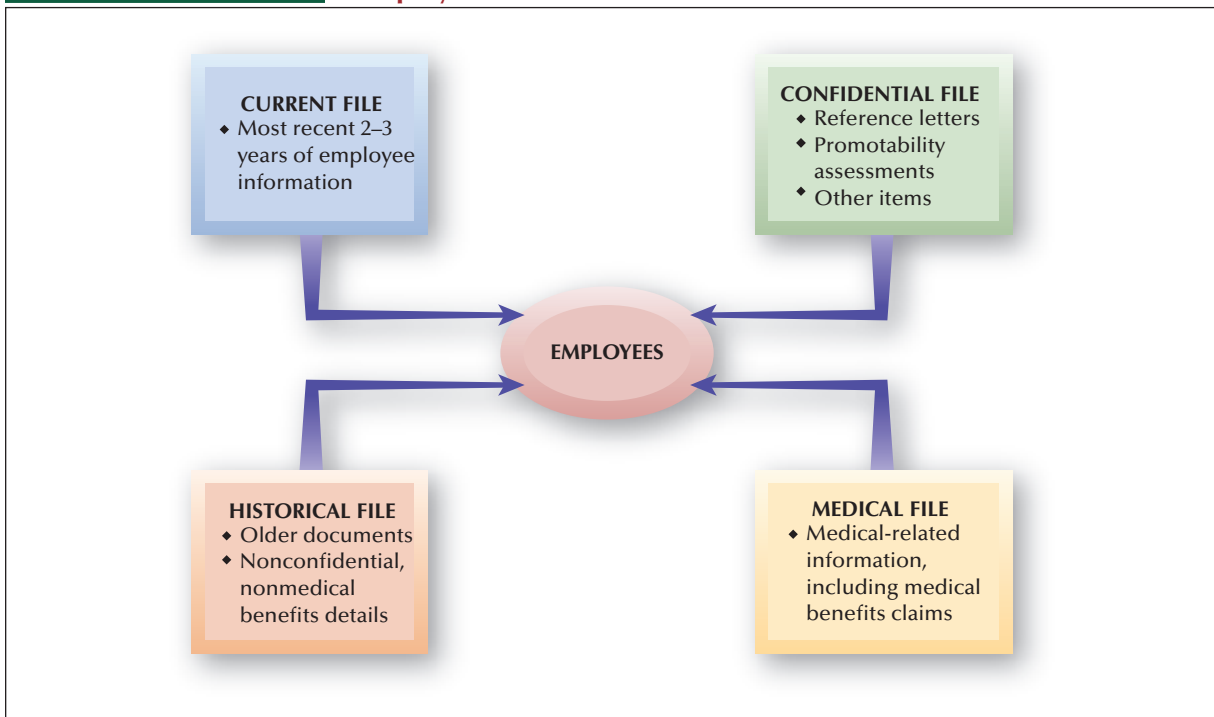 CURRENT FILE
◆ Most recent 2–3
years of employee
information
CONFIDENTIAL FILE
◆ Reference letters
◆ Promotability
assessments
◆ Other items
EMPLOYEES
HISTORICAL FILE
◆ Older documents
◆ Nonconfidential,
nonmedical
benefits details
MEDICAL FILE
◆ Medical-related
information,
including medical
benefits claims